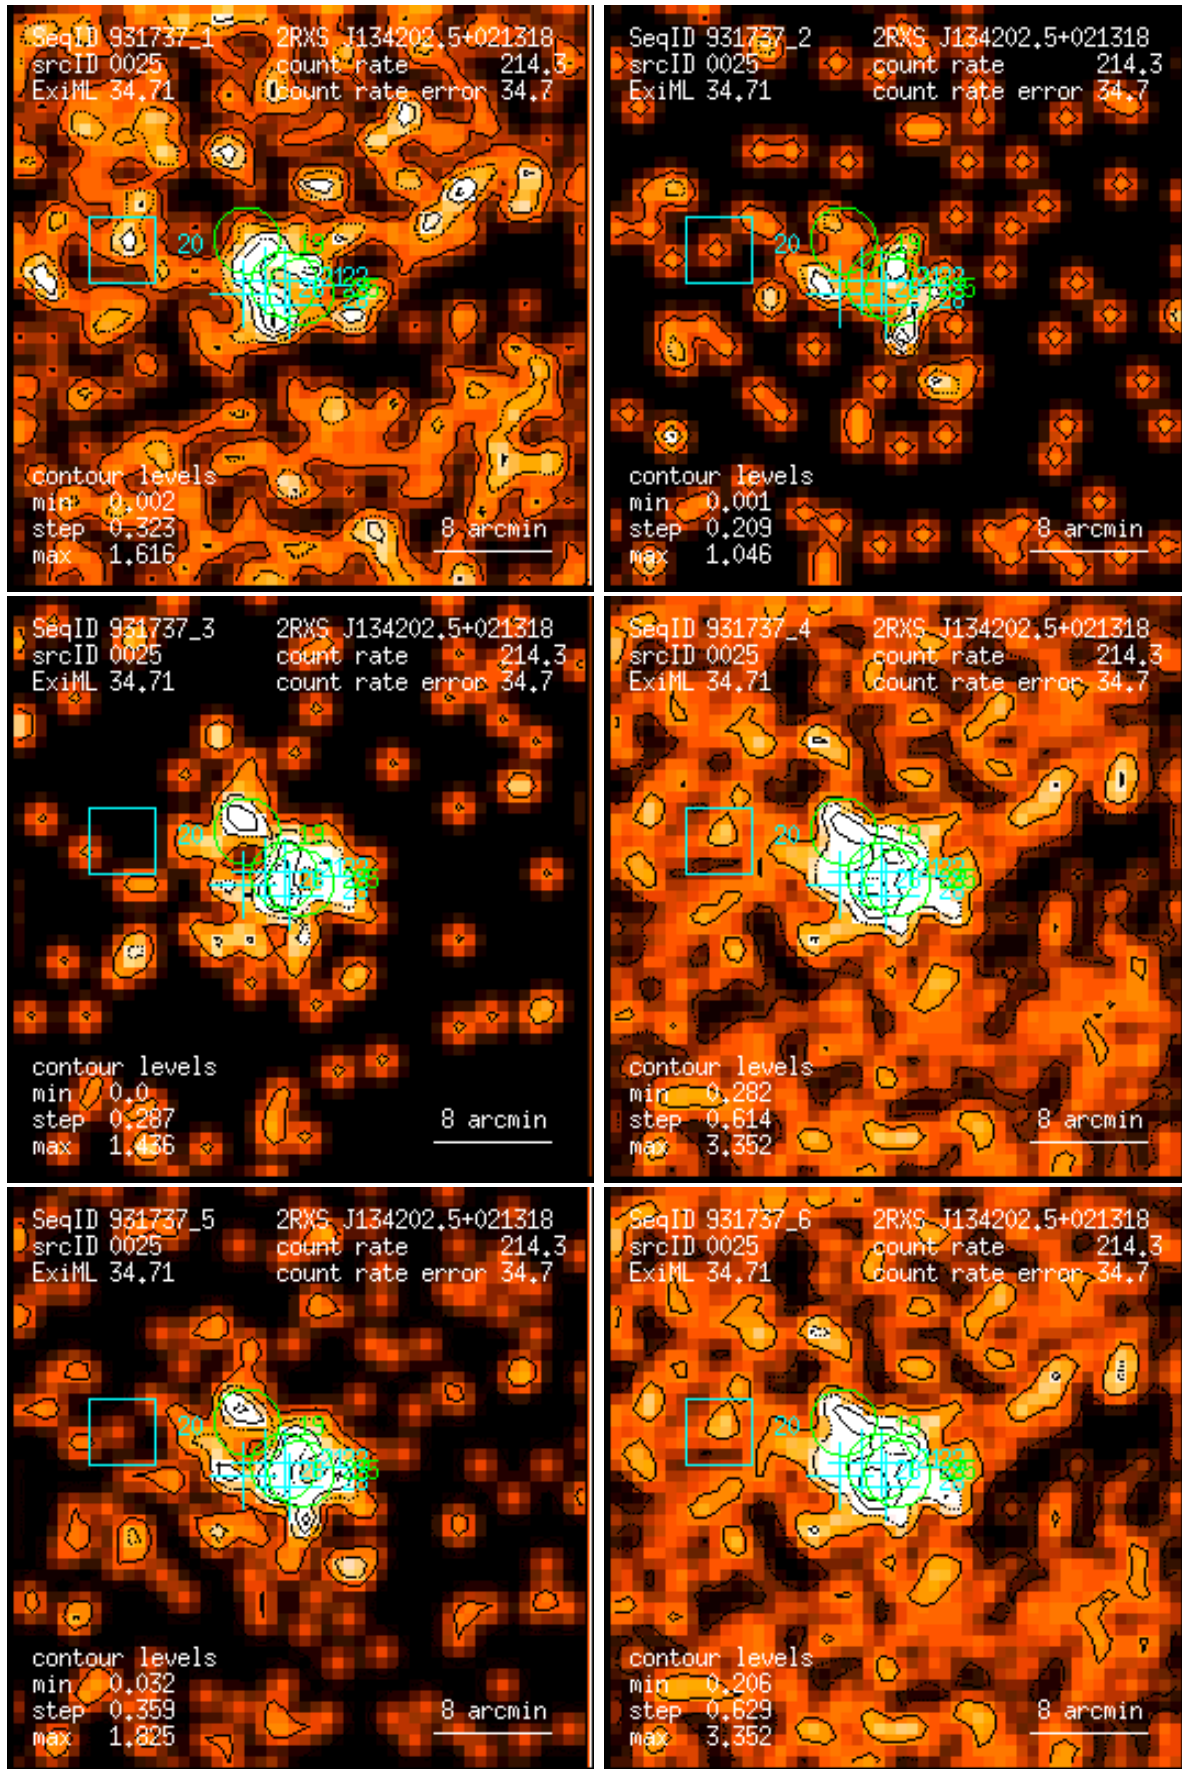 SeqID 931737_1 2RXS J134202.5+021318
srcID 0025 count rate 214.3
ExiML 34.71 count rate error 34.7
20 19
contour levels
min 0.002
step 0.323
max 1.616
8 arcmin
SeqID 931737_2 2RXS J134202.5+021318
srcID 0025 count rate 214.3
ExiML 34.71 count rate error 34.7
20 19
contour levels
min 0.001
step 0.209
max 1.046
8 arcmin
SeqID 931737_3 2RXS J134202.5+021318
srcID 0025 count rate 214.3
ExiML 34.71 count rate error 34.7
20 19
contour levels
min 0.0
step 0.287
max 1.436
8 arcmin
SeqID 931737_4 2RXS J134202.5+021318
srcID 0025 count rate 214.3
ExiML 34.71 count rate error 34.7
20 19
contour levels
min 0.282
step 0.614
max 3.352
8 arcmin
SeqID 931737_5 2RXS J134202.5+021318
srcID 0025 count rate 214.3
ExiML 34.71 count rate error 34.7
20 19
contour levels
min 0.032
step 0.359
max 1.825
8 arcmin
SeqID 931737_6 2RXS J134202.5+021318
srcID 0025 count rate 214.3
ExiML 34.71 count rate error 34.7
20 19
contour levels
min 0.206
step 0.629
max 3.352
8 arcmin